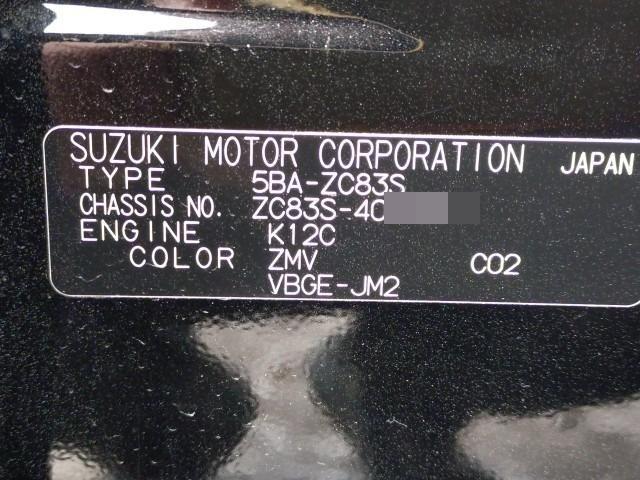 SUZUKI MOTOR CORPORATION JAPAN
TYPE 5BA-ZC83S
CHASSIS NO. ZC83S-40
ENGINE K12C
COLOR ZMV C02
VBGE-JM2